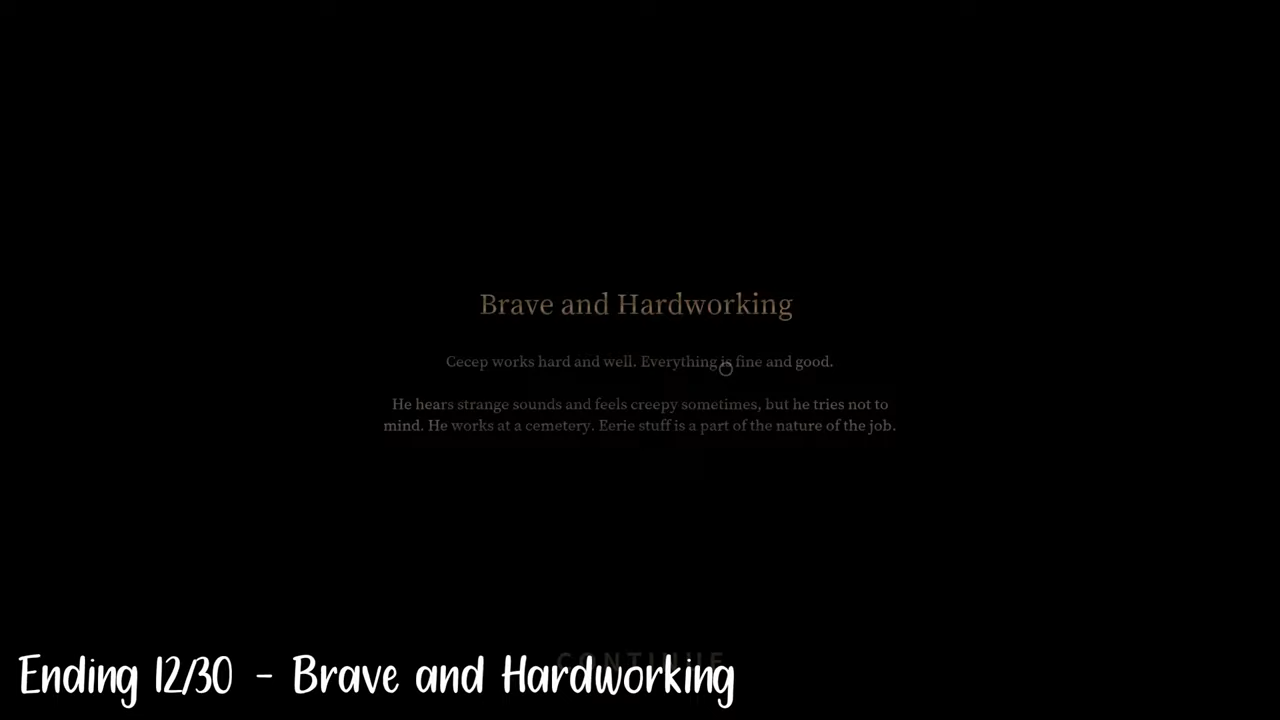 Brave and Hardworking
Cecep works hard and well. Everything is fine and good.
He hears strange sounds and feels creepy sometimes, but he tries not to
mind. He works at a cemetery. Eerie stuff is a part of the nature of the job.
CONTINUE
Ending 12/30 - Brave and Hardworking